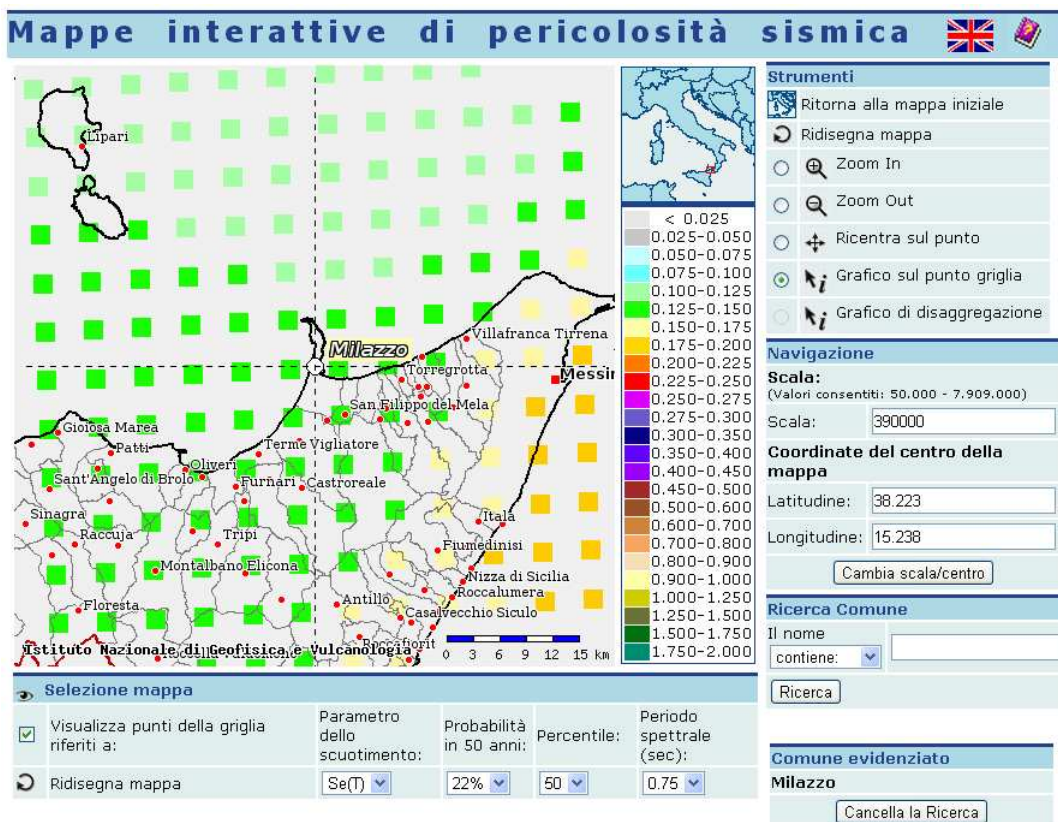 Mappe interattive di pericolosità sismica
Lipari
Milazzo
Villafranca Tirrena
Torregrotta
Messin
San Filippo del Mela
Gioiosa Marea
Patti
Terme Vigliatore
Oliveri
Sant'Angelo di Brolo
Furnari
Castroreale
Sinagra
Raccuja
Tripi
Itala
Fiumedinisi
Montalbano Elicona
Nizza di Sicilia
Roccalumera
Floresta
Antillo
Casalvecchio Siculo
Roccafiorit
Istituto Nazionale di Geofisica e Vulcanologia
0 3 6 9 12 15 km
< 0.025
0.025-0.050
0.050-0.075
0.075-0.100
0.100-0.125
0.125-0.150
0.150-0.175
0.175-0.200
0.200-0.225
0.225-0.250
0.250-0.275
0.275-0.300
0.300-0.350
0.350-0.400
0.400-0.450
0.450-0.500
0.500-0.600
0.600-0.700
0.700-0.800
0.800-0.900
0.900-1.000
1.000-1.250
1.250-1.500
1.500-1.750
1.750-2.000
Strumenti
Ritorna alla mappa iniziale
Ridisegna mappa
Zoom In
Zoom Out
Ricentra sul punto
Grafico sul punto griglia
Grafico di disaggregazione
Navigazione
Scala:
(Valori consentiti: 50.000 - 7.909.000)
Scala: 390000
Coordinate del centro della
mappa
Latitudine: 38.223
Longitudine: 15.238
Cambia scala/centro
Ricerca Comune
Il nome
contiene:
Ricerca
Comune evidenziato
Milazzo
Cancella la Ricerca
Selezione mappa
Visualizza punti della griglia
riferiti a:
Parametro
dello
scuotimento:
Probabilità
in 50 anni:
Percentile:
Periodo
spettrale
(sec):
Ridisegna mappa
Se(T) 22% 50 0.75